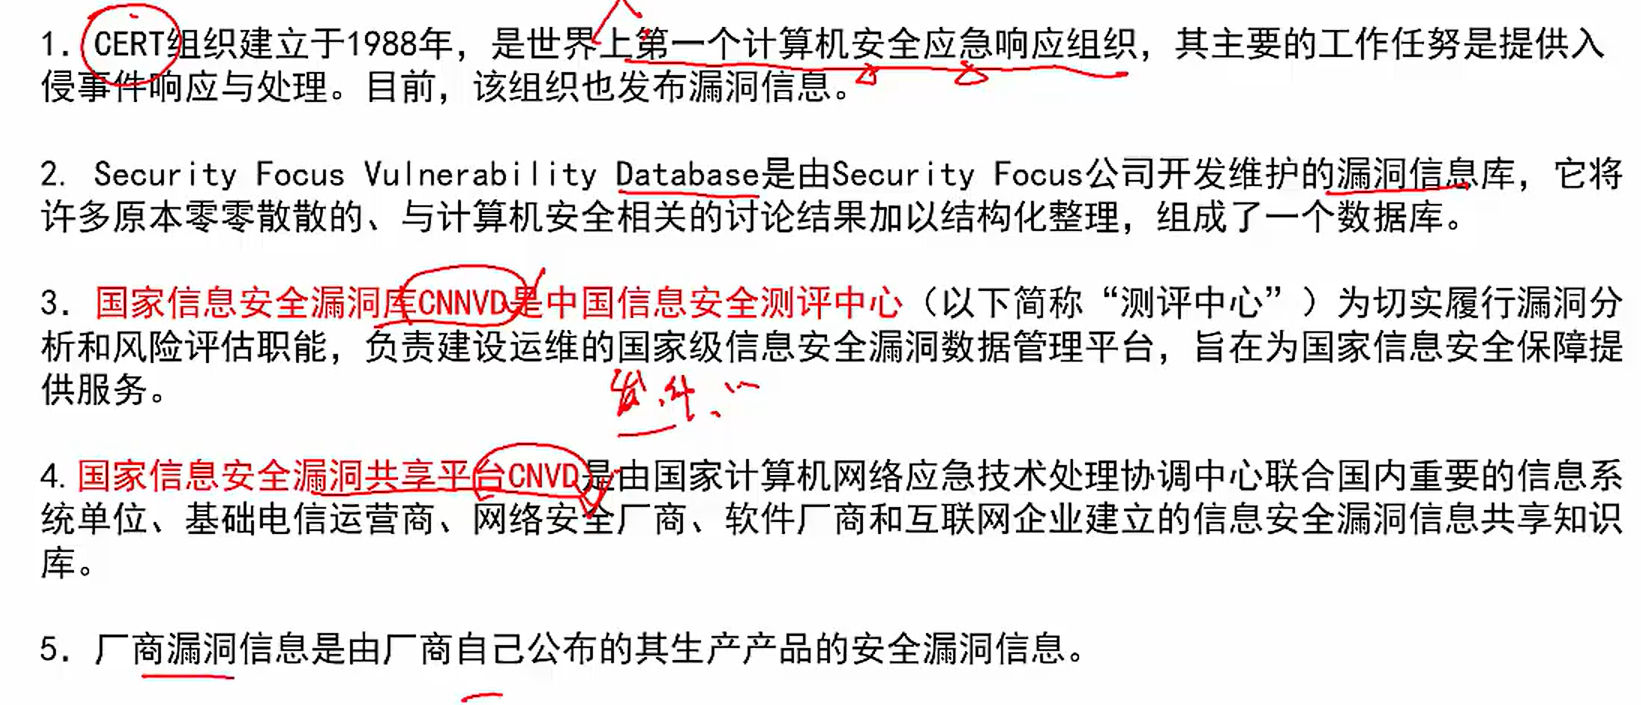 1. CERT组织建立于1988年，是世界上第一个计算机安全应急响应组织，其主要的工作任务是提供入
侵事件响应与处理。目前，该组织也发布漏洞信息。
2. Security Focus Vulnerability Database是由Security Focus公司开发维护的漏洞信息库，它将
许多原本零零散散的、与计算机安全相关的讨论结果加以结构化整理，组成了一个数据库。
3. 国家信息安全漏洞库CNNVD是中国信息安全测评中心（以下简称“测评中心”）为切实履行漏洞分
析和风险评估职能，负责建设运维的国家级信息安全漏洞数据管理平台，旨在为国家信息安全保障提
供服务。
4. 国家信息安全漏洞共享平台CNVD是由国家计算机网络应急技术处理协调中心联合国内重要的信息系
统单位、基础电信运营商、网络安全厂商、软件厂商和互联网企业建立的信息安全漏洞信息共享知识
库。
5. 厂商漏洞信息是由厂商自己公布的其生产产品的安全漏洞信息。